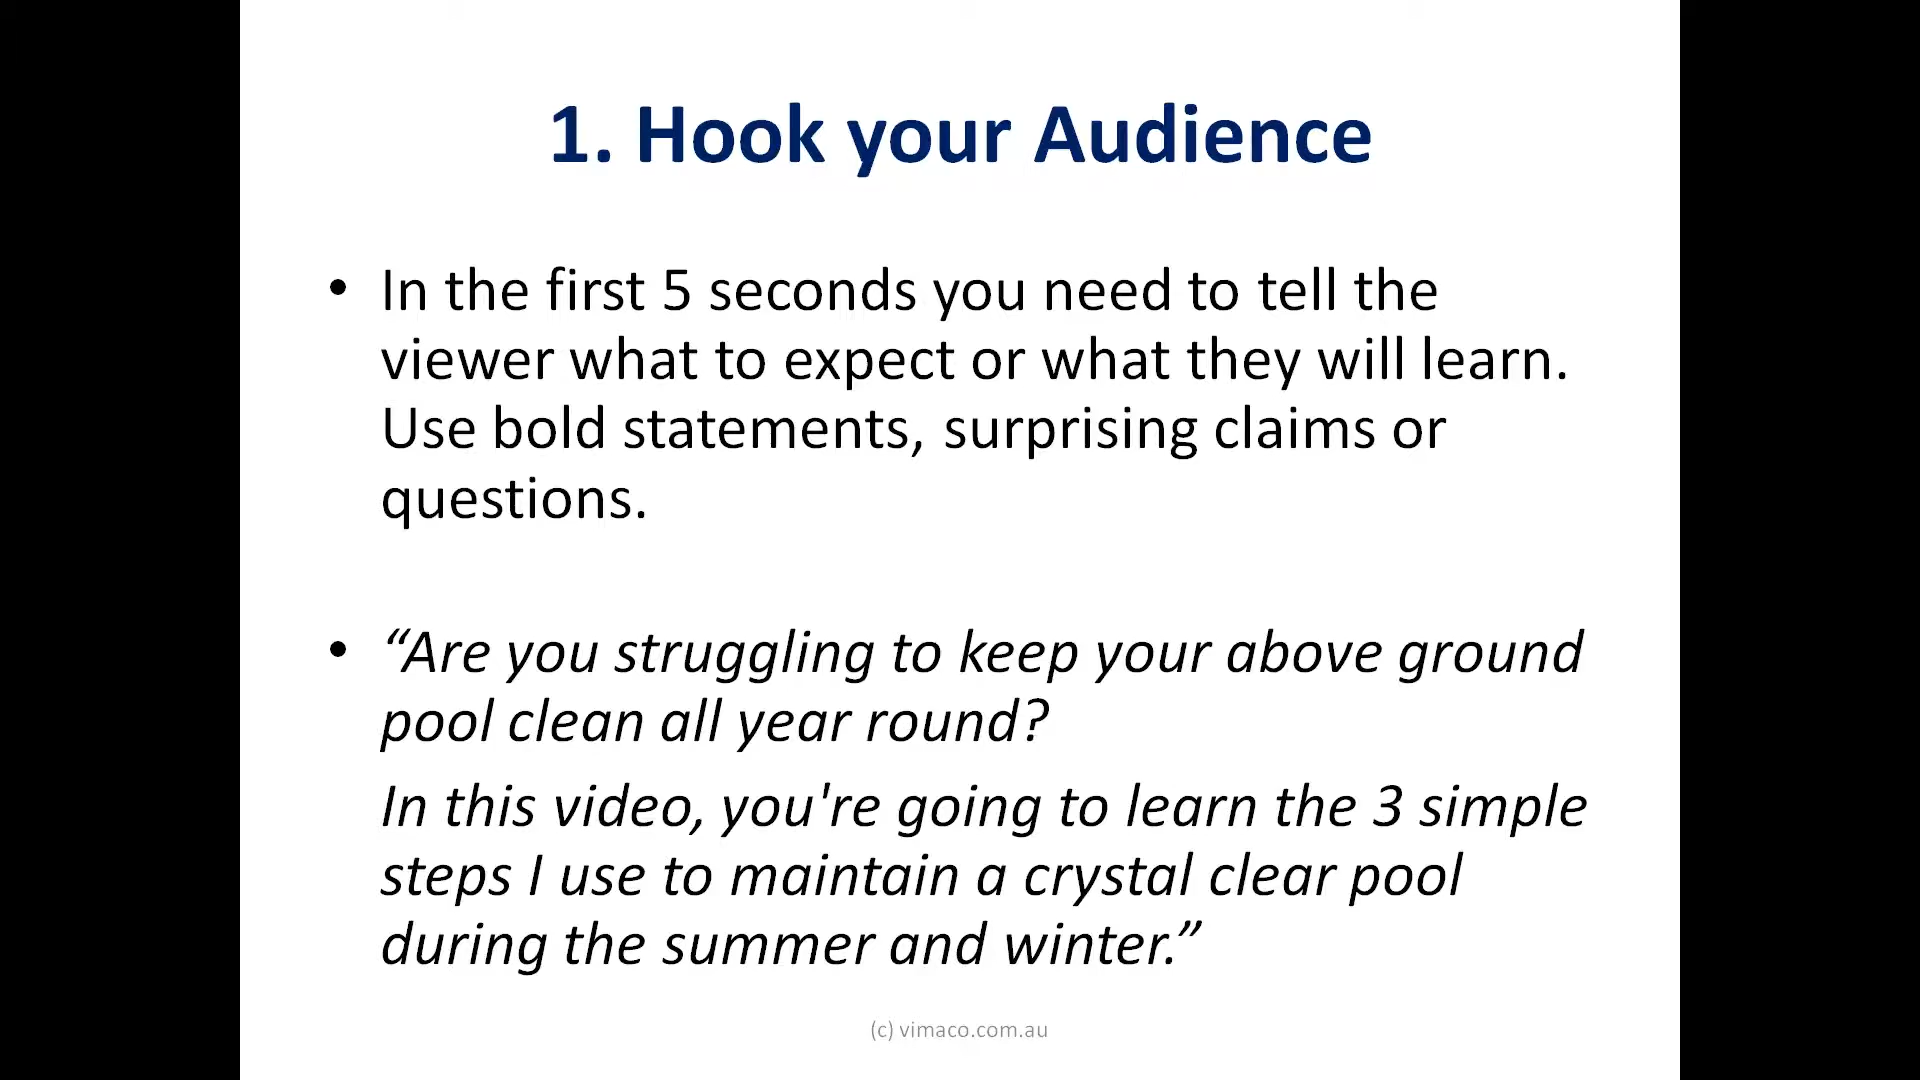 1. Hook your Audience
• In the first 5 seconds you need to tell the
viewer what to expect or what they will learn.
Use bold statements, surprising claims or
questions.
• “Are you struggling to keep your above ground
pool clean all year round?
In this video, you're going to learn the 3 simple
steps I use to maintain a crystal clear pool
during the summer and winter.”
(c) vimaco.com.au